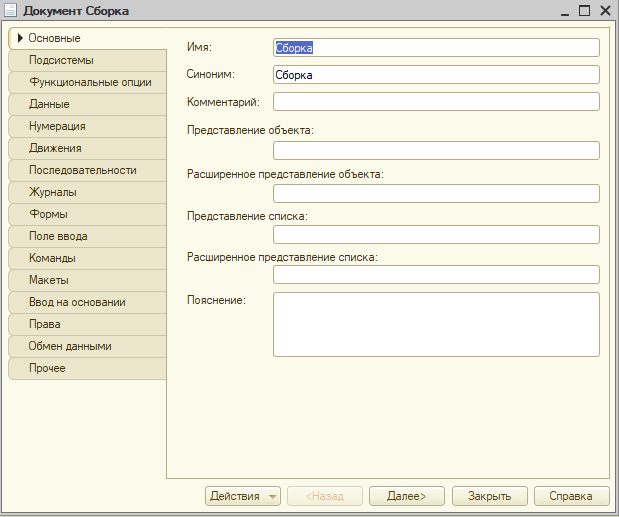 Документ Сборка
Основные
Подсистемы
Функциональные опции
Данные
Нумерация
Движения
Последовательности
Журналы
Формы
Поле ввода
Команды
Макеты
Ввод на основании
Права
Обмен данными
Прочее
Имя: Сборка
Синоним: Сборка
Комментарий:
Представление объекта:
Расширенное представление объекта:
Представление списка:
Расширенное представление списка:
Пояснение:
Действия <Назад Далее> Закрыть Справка